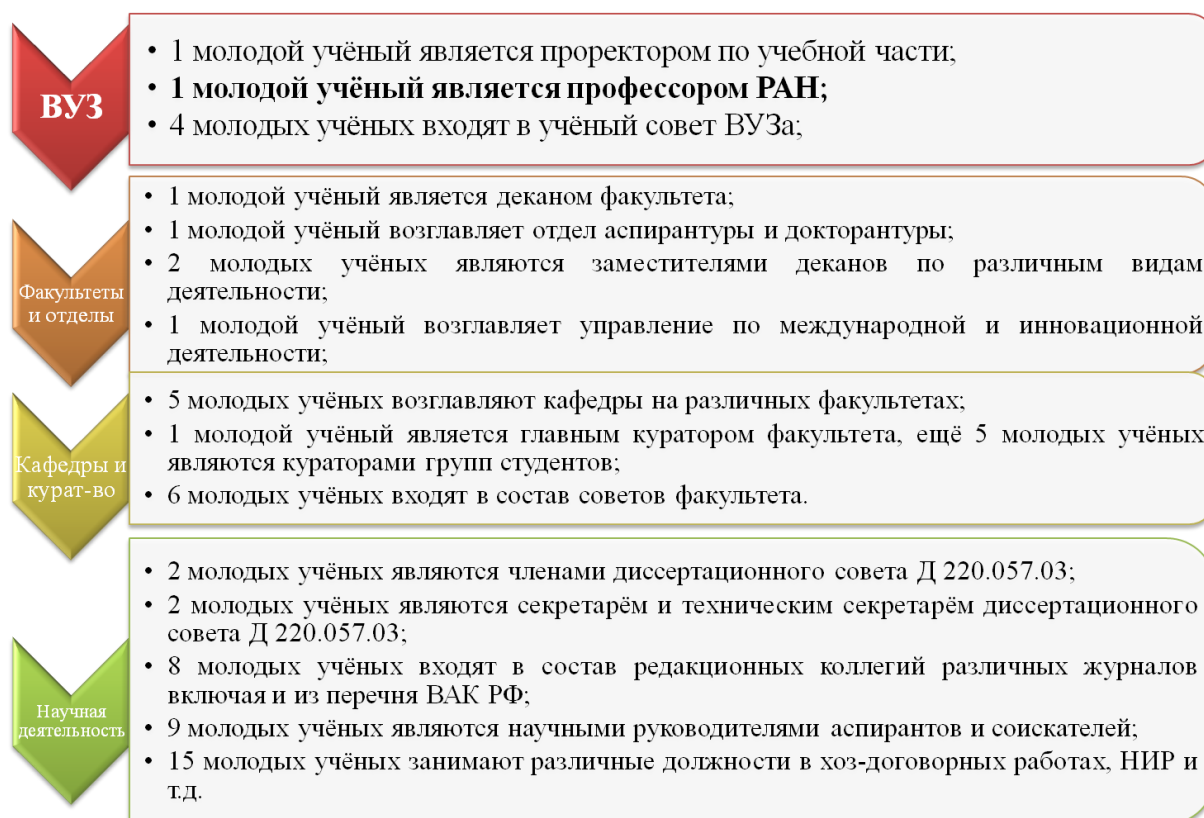 ВУЗ
• 1 молодой учёный является проректором по учебной части;
• 1 молодой учёный является профессором РАН;
• 4 молодых учёных входят в учёный совет ВУЗа;
Факультеты
и отделы
• 1 молодой учёный является деканом факультета;
• 1 молодой учёный возглавляет отдел аспирантуры и докторантуры;
• 2 молодых учёных являются заместителями деканов по различным видам
деятельности;
• 1 молодой учёный возглавляет управление по международной и инновационной
деятельности;
Кафедры и
курат-во
• 5 молодых учёных возглавляют кафедры на различных факультетах;
• 1 молодой учёный является главным куратором факультета, ещё 5 молодых учёных
являются кураторами групп студентов;
• 6 молодых учёных входят в состав советов факультета.
Научная
деятельность
• 2 молодых учёных являются членами диссертационного совета Д 220.057.03;
• 2 молодых учёных являются секретарём и техническим секретарём диссертационного
совета Д 220.057.03;
• 8 молодых учёных входят в состав редакционных коллегий различных журналов
включая и из перечня ВАК РФ;
• 9 молодых учёных являются научными руководителями аспирантов и соискателей;
• 15 молодых учёных занимают различные должности в хоз-договорных работах, НИР и
т.д.